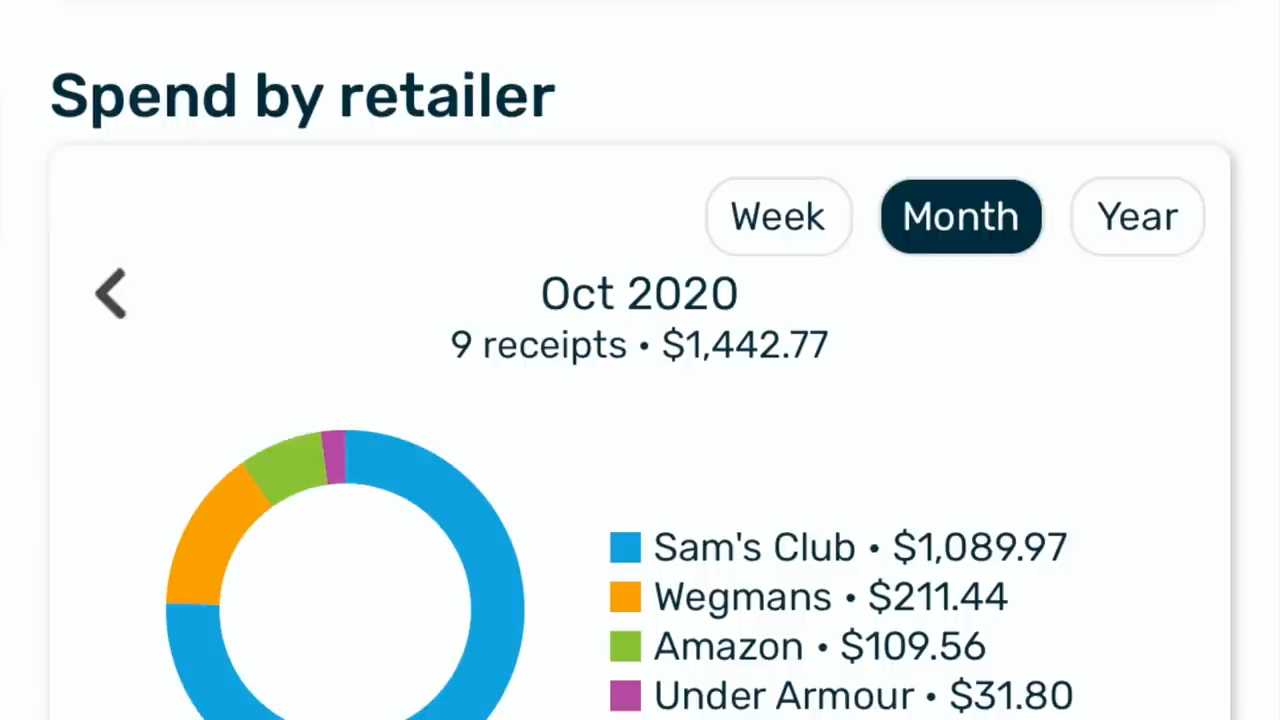 Spend by retailer
Week Month Year
Oct 2020
9 receipts • $1,442.77
Sam's Club • $1,089.97
Wegmans • $211.44
Amazon • $109.56
Under Armour • $31.80